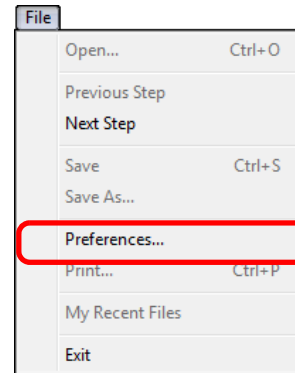 File
Open... Ctrl+O
Previous Step
Next Step
Save Ctrl+S
Save As...
Preferences...
Print... Ctrl+P
My Recent Files
Exit